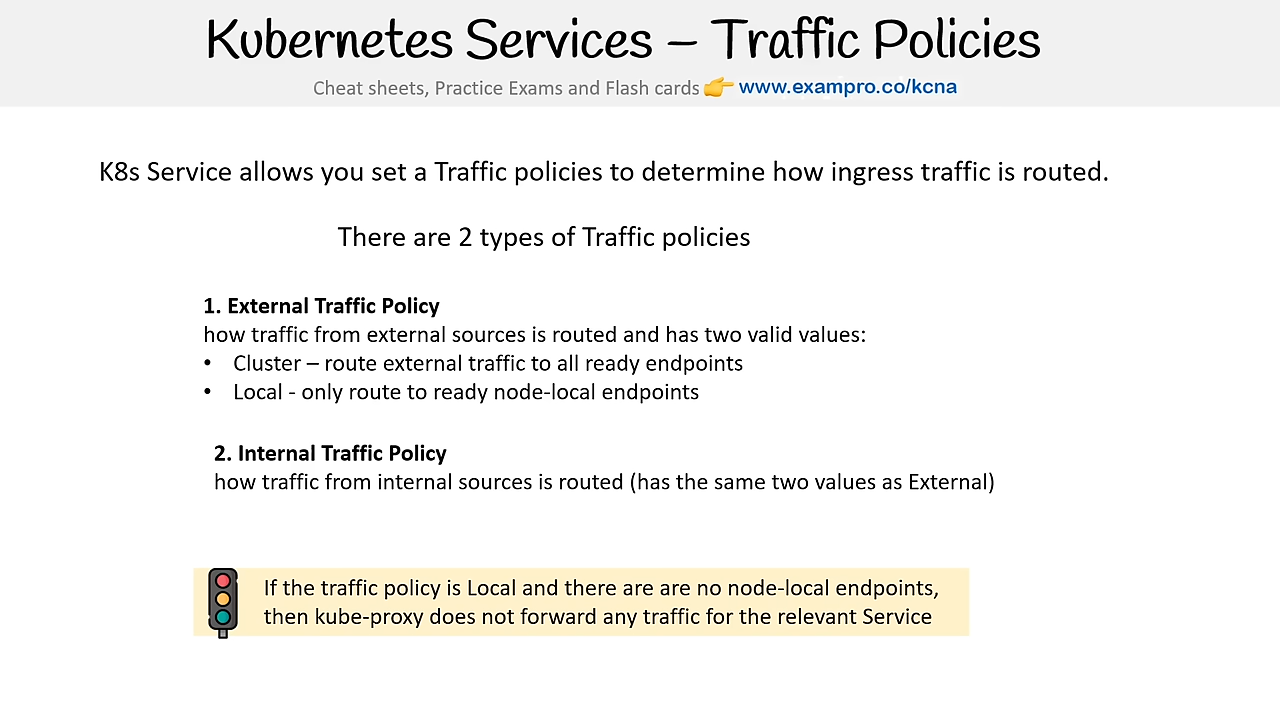 Kubernetes Services – Traffic Policies
Cheat sheets, Practice Exams and Flash cards 👉 www.exampro.co/kcna
K8s Service allows you set a Traffic policies to determine how ingress traffic is routed.
There are 2 types of Traffic policies
1. External Traffic Policy
how traffic from external sources is routed and has two valid values:
• Cluster – route external traffic to all ready endpoints
• Local - only route to ready node-local endpoints
2. Internal Traffic Policy
how traffic from internal sources is routed (has the same two values as External)
If the traffic policy is Local and there are are no node-local endpoints,
then kube-proxy does not forward any traffic for the relevant Service